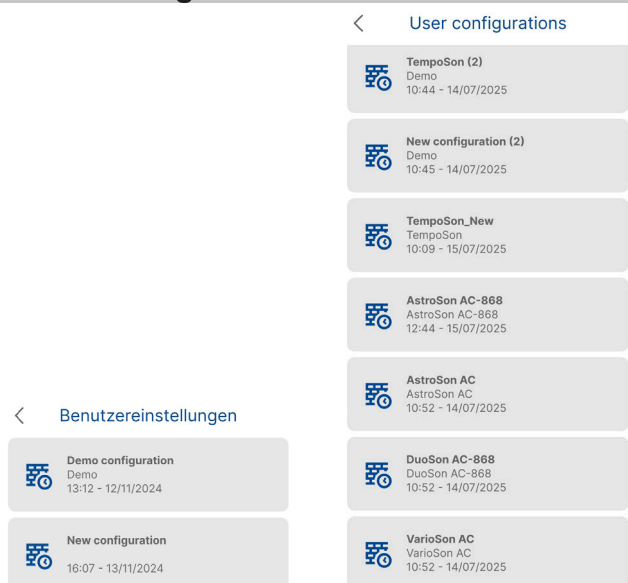 User configurations
TempoSon (2)
Demo
10:44 - 14/07/2025
New configuration (2)
Demo
10:45 - 14/07/2025
TempoSon_New
TempoSon
10:09 - 15/07/2025
AstroSon AC-868
AstroSon AC-868
12:44 - 15/07/2025
AstroSon AC
AstroSon AC
10:52 - 14/07/2025
DuoSon AC-868
DuoSon AC-868
10:52 - 14/07/2025
VarioSon AC
VarioSon AC
10:52 - 14/07/2025
Benutzereinstellungen
Demo configuration
Demo
13:12 - 12/11/2024
New configuration
16:07 - 13/11/2024